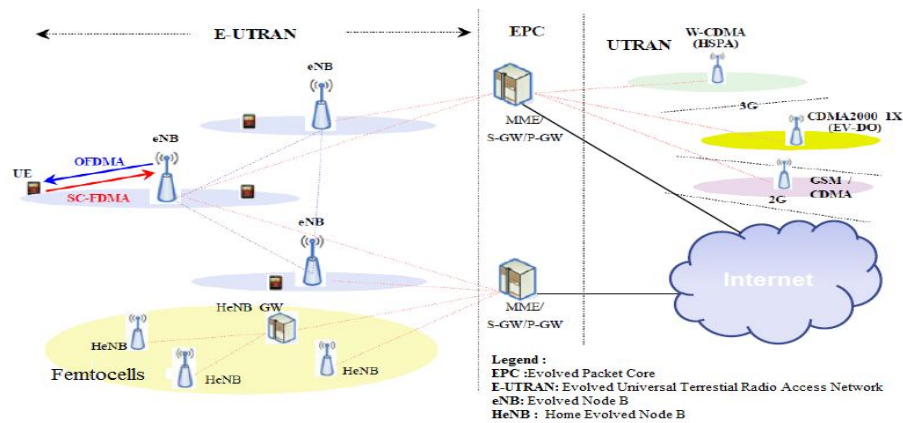 E-UTRAN
EPC
UTRAN
W-CDMA
(HSPA)
eNB
3G
CDMA2000 1X
(EV-DO)
MME/
S-GW/P-GW
eNB
OFDMA
UE
SC-FDMA
GSM /
CDMA
2G
eNB
Internet
HeNB GW
MME/
S-GW/P-GW
HeNB
HeNB
HeNB
Femtocells
Legend :
EPC :Evolved Packet Core
E-UTRAN: Evolved Universal Terrestial Radio Access Network
eNB: Evolved Node B
HeNB : Home Evolved Node B